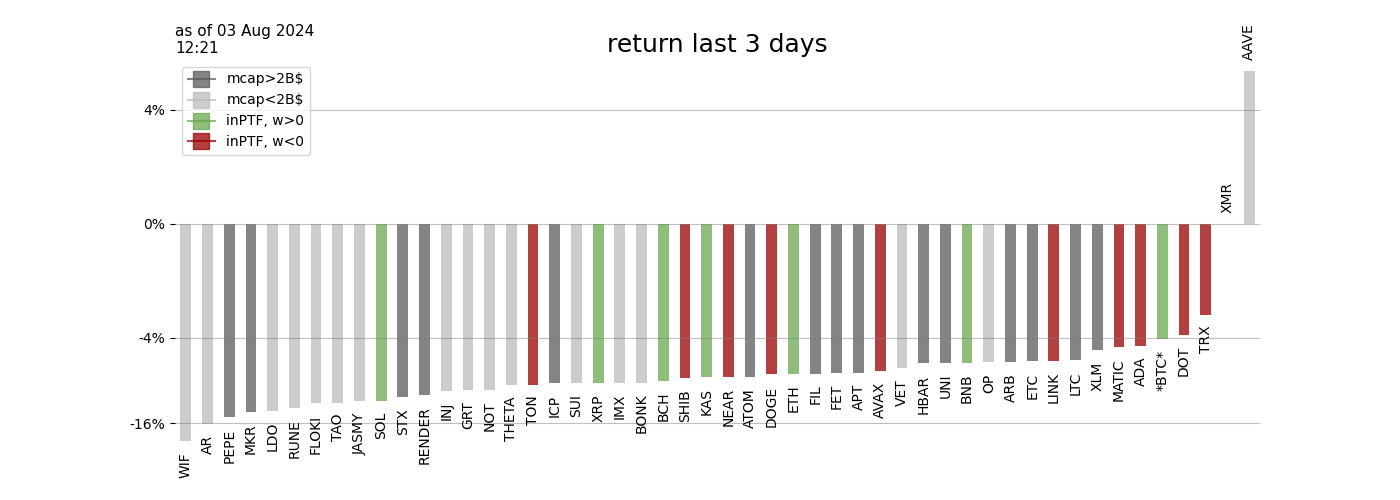 as of 03 Aug 2024
12:21
return last 3 days
mcap>2B$
mcap<2B$
inPTF, w>0
inPTF, w<0
4%
0%
-4%
-16%
WIF
AR
PEPE
MKR
LDO
RUNE
FLOKI
TAO
JASMY
SOL
STX
RENDER
INJ
GRT
NOT
THETA
TON
ICP
SUI
XRP
IMX
BONK
BCH
SHIB
KAS
NEAR
ATOM
DOGE
ETH
FIL
FET
APT
AVAX
VET
HBAR
UNI
BNB
OP
ARB
ETC
LINK
LTC
XLM
MATIC
ADA
*BTC*
DOT
TRX
XMR
AAVE